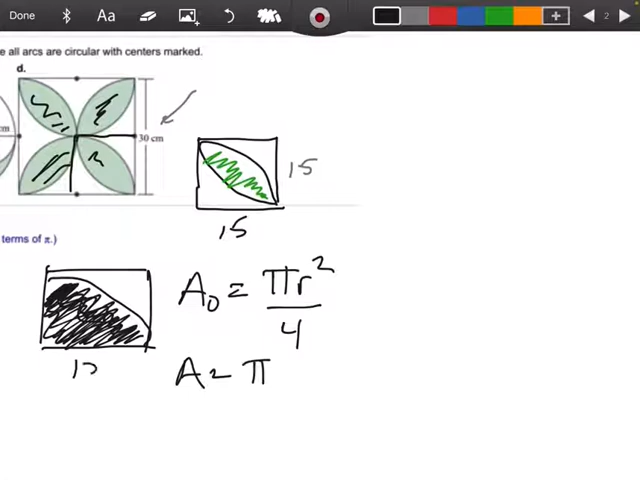 Done Aa 2
e all arcs are circular with centers marked.
d.
cm
30 cm
15
15
terms of π.)
A₀ = πr²/4
A = π